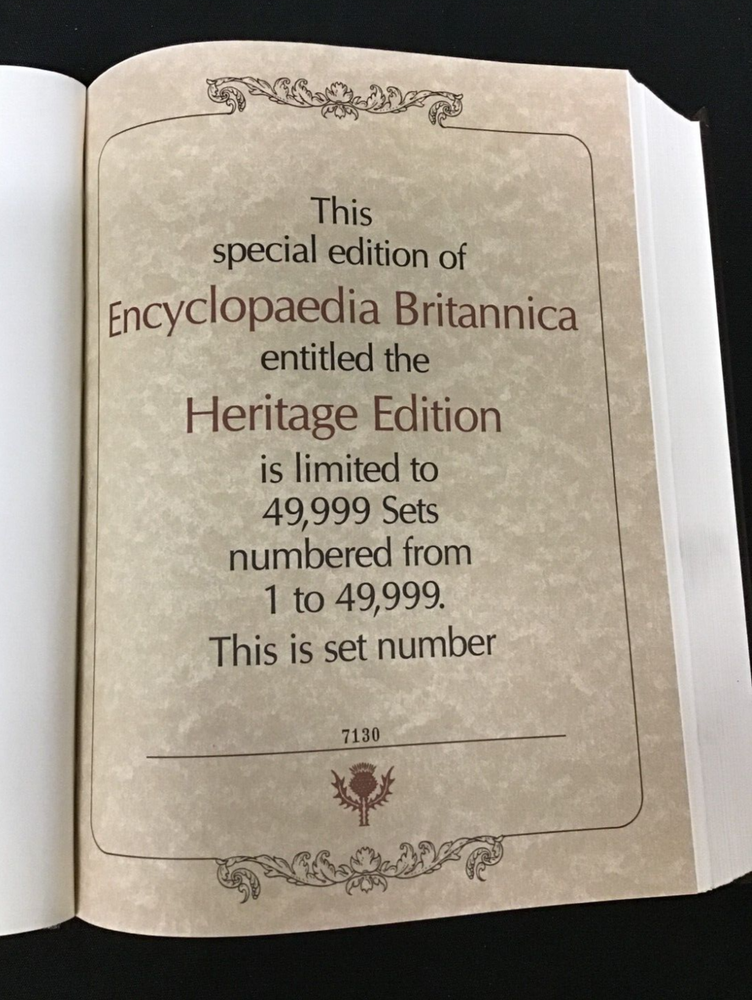 This
special edition of
Encyclopaedia Britannica
entitled the
Heritage Edition
is limited to
49,999 Sets
numbered from
1 to 49,999.
This is set number
7130